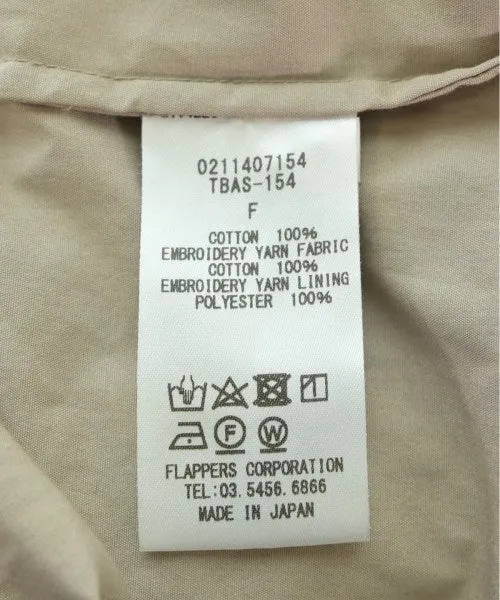 0211407154
TBAS-154
F
COTTON 100%
EMBROIDERY YARN FABRIC
COTTON 100%
EMBROIDERY YARN LINING
POLYESTER 100%
F W
FLAPPERS CORPORATION
TEL:03.5456.6866
MADE IN JAPAN